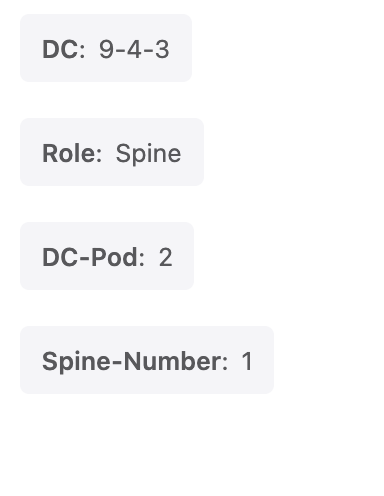 DC: 9-4-3
Role: Spine
DC-Pod: 2
Spine-Number: 1